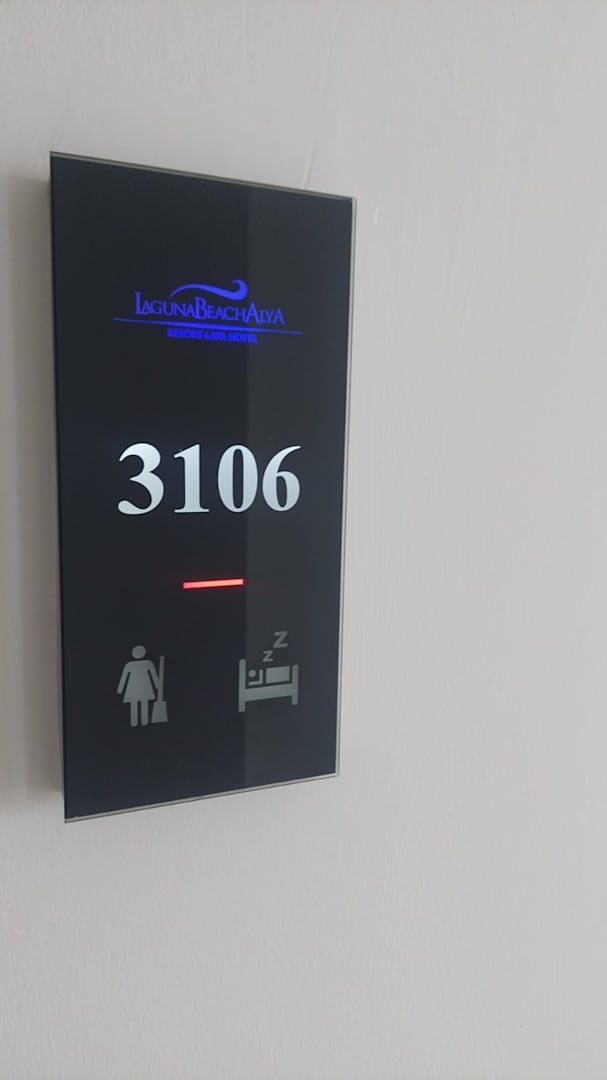 LAGUNABEACHALYA
RESORT & SPA HOTEL
3106
Z
Z